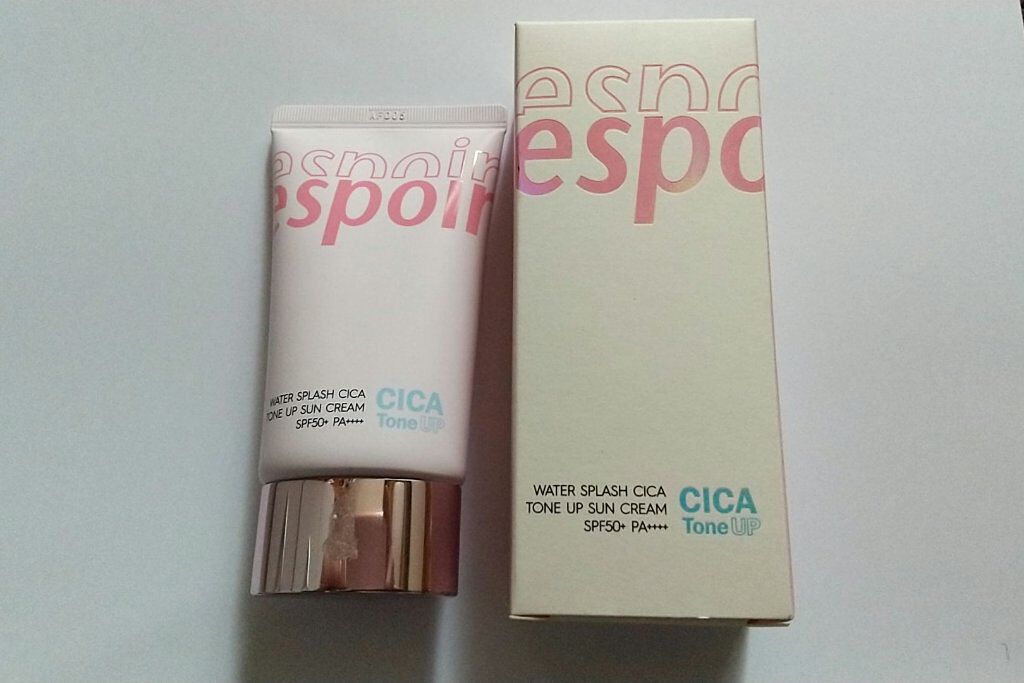 espoir
espoir
WATER SPLASH CICA
TONE UP SUN CREAM
SPF50+ PA++++
CICA
Tone UP
espo
espo
WATER SPLASH CICA
TONE UP SUN CREAM
SPF50+ PA++++
CICA
Tone UP